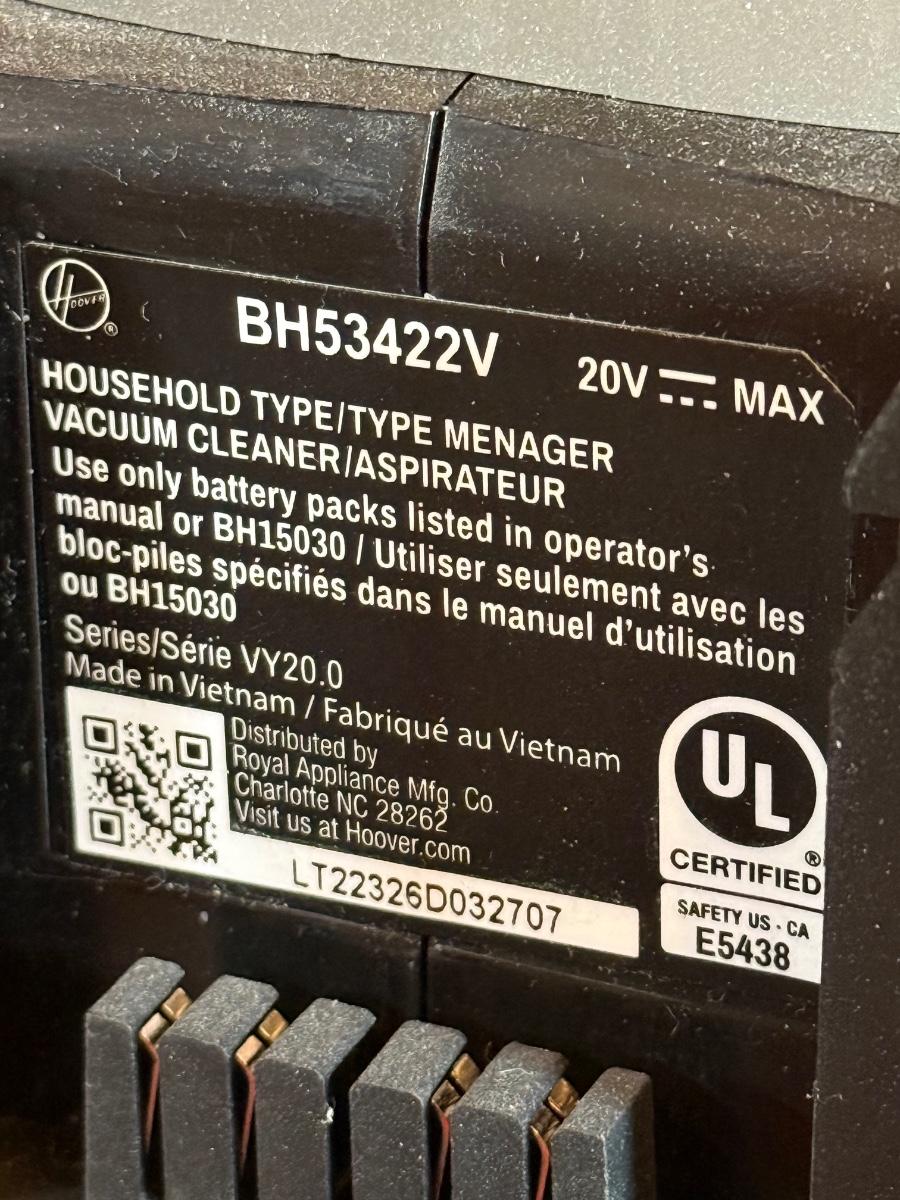 HOOVER ®
BH53422V
20V MAX
HOUSEHOLD TYPE/TYPE MENAGER
VACUUM CLEANER/ASPIRATEUR
Use only battery packs listed in operator's
manual or BH15030 / Utiliser seulement avec les
bloc-piles spécifiés dans le manuel d'utilisation
ou BH15030
Series/Série VY20.0
Made in Vietnam / Fabriqué au Vietnam
Distributed by
Royal Appliance Mfg. Co.
Charlotte NC 28262
Visit us at Hoover.com
LT22326D032707
UL
®
CERTIFIED
SAFETY US - CA
E5438